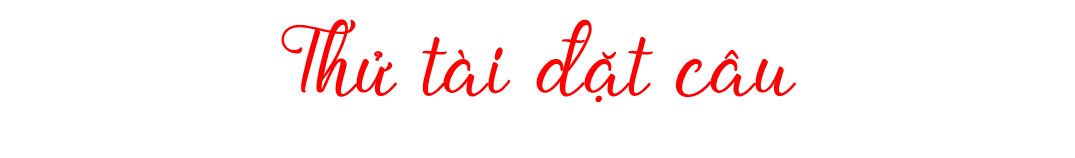 Thử tài đặt câu